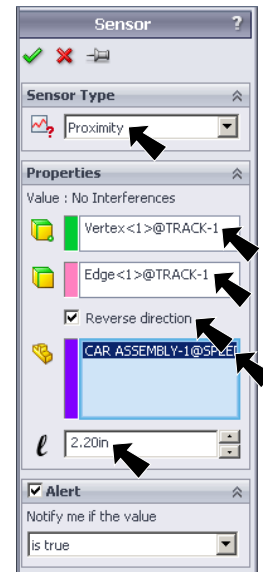 Sensor ?
Sensor Type
Proximity
Properties
Value : No Interferences
Vertex<1>@TRACK-1
Edge<1>@TRACK-1
Reverse direction
CAR ASSEMBLY-1@SPEED
2.20in
Alert
Notify me if the value
is true